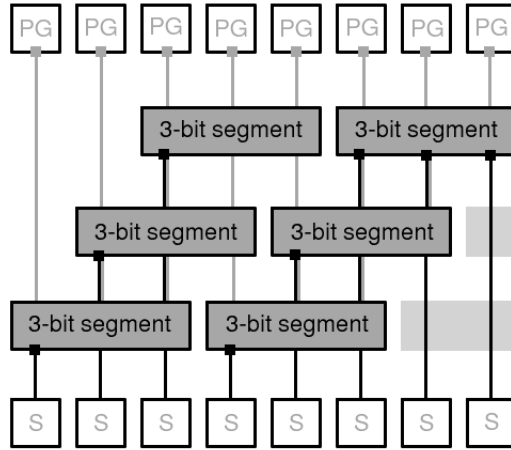 PG PG PG PG PG PG PG PG
3-bit segment 3-bit segment
3-bit segment 3-bit segment
3-bit segment 3-bit segment
S S S S S S S S